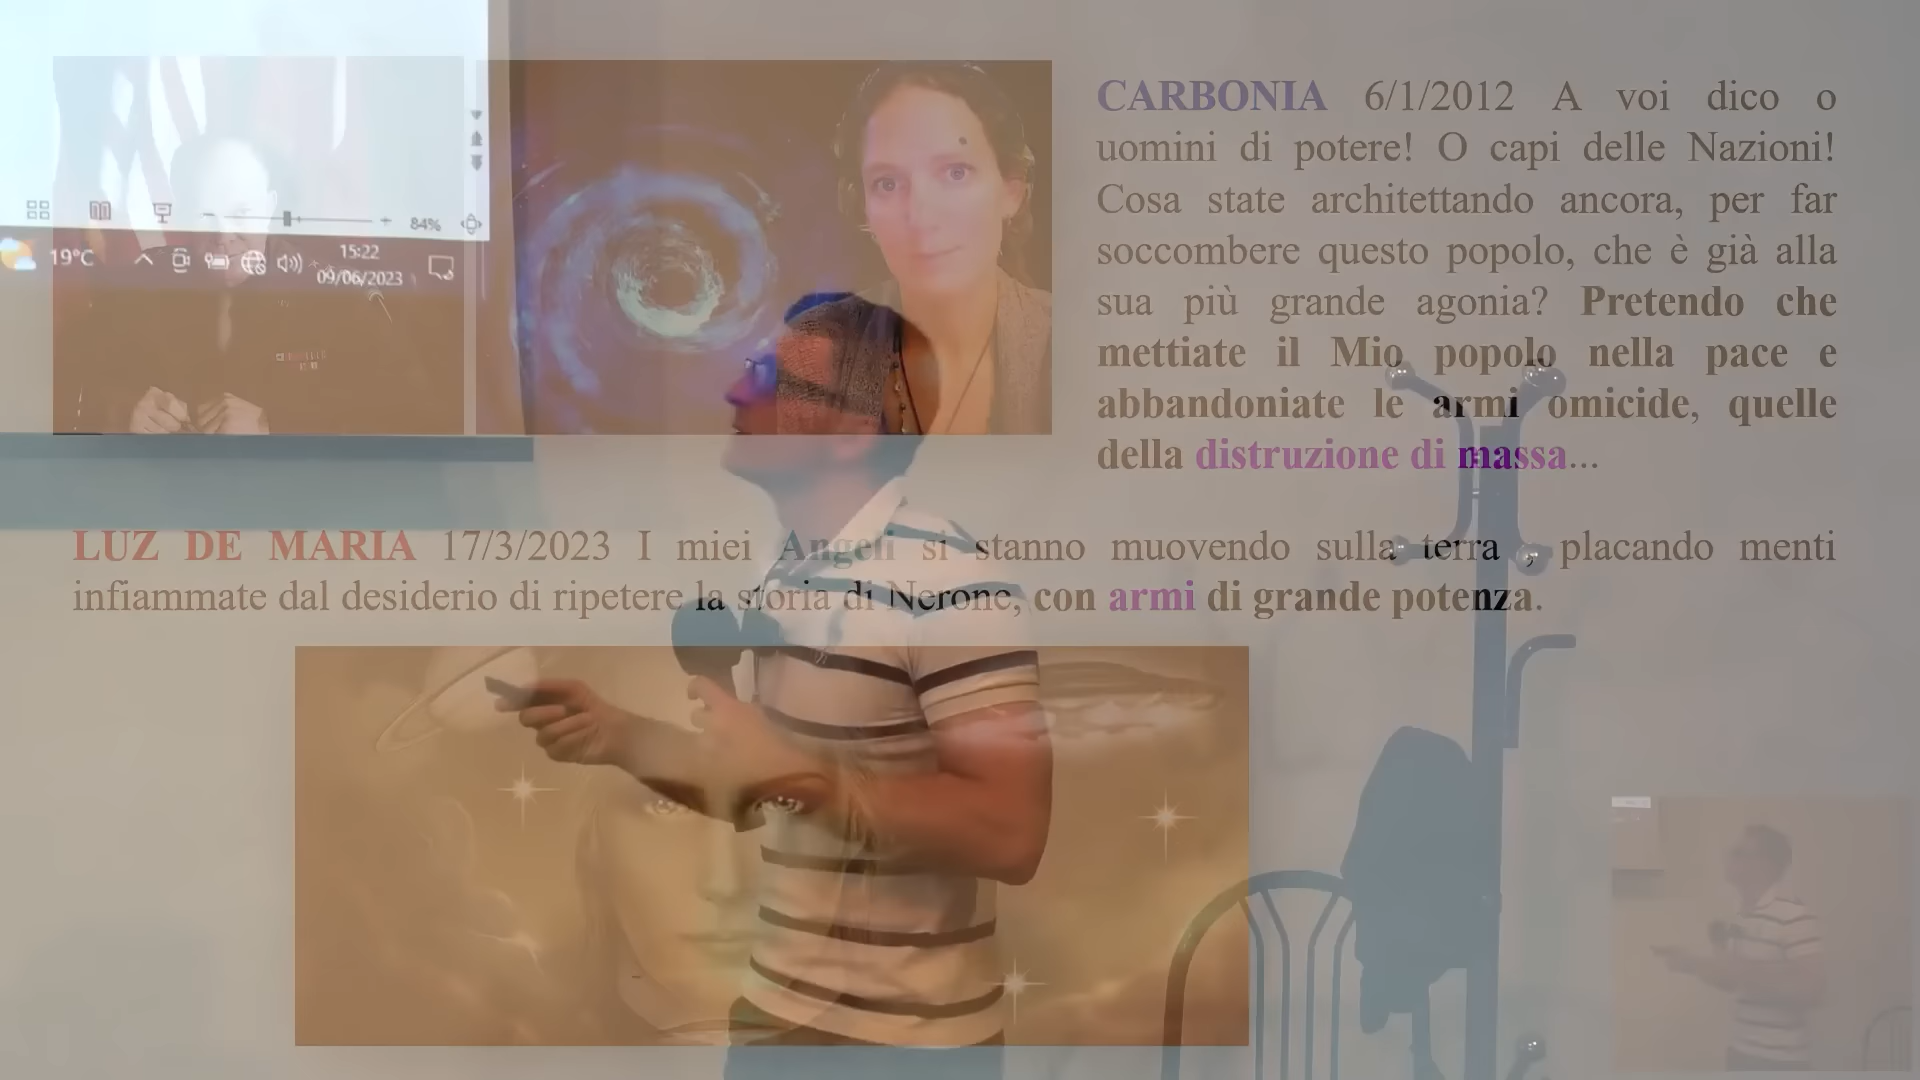 84%
19°C
15:22
09/06/2023
CARBONIA 6/1/2012 A voi dico o
uomini di potere! O capi delle Nazioni!
Cosa state architettando ancora, per far
soccombere questo popolo, che è già alla
sua più grande agonia? Pretendo che
mettiate il Mio popolo nella pace e
abbandoniate le armi omicide, quelle
della distruzione di massa...
LUZ DE MARIA 17/3/2023 I miei Angeli si stanno muovendo sulla terra , placando menti
infiammate dal desiderio di ripetere la storia di Nerone, con armi di grande potenza.